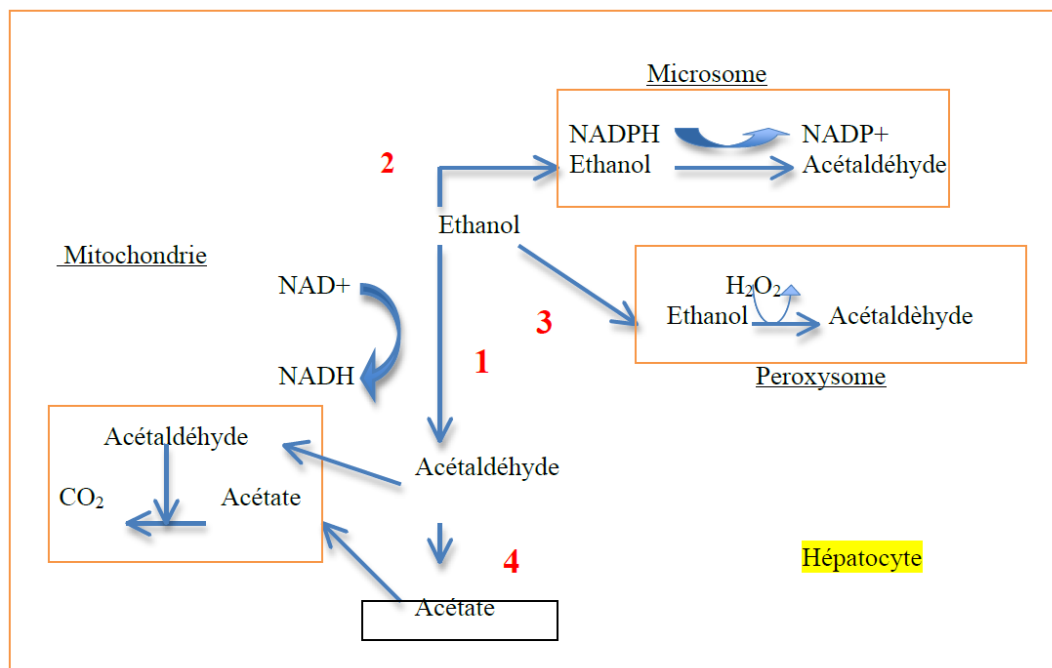 Microsome
NADPH NADP+
2
Ethanol Acétaldéhyde
Ethanol
Mitochondrie
NAD+
H₂O₂
3
Ethanol Acétaldèhyde
1
NADH
Peroxysome
Acétaldéhyde
Acétaldéhyde
CO₂ Acétate
4
Hépatocyte
Acétate